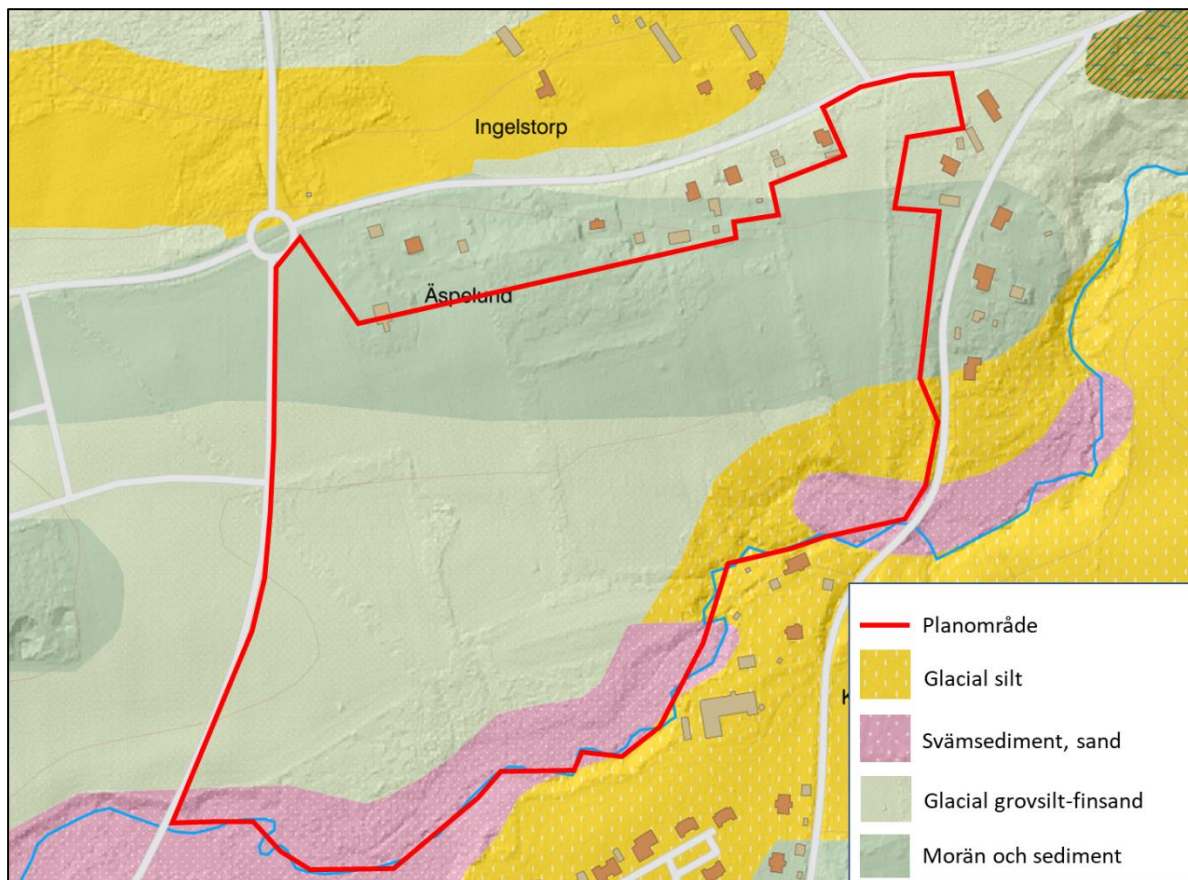 Ingelstorp
Äspelund
K
Planområde
Glacial silt
Svämsediment, sand
Glacial grovsilt-finsand
Morän och sediment